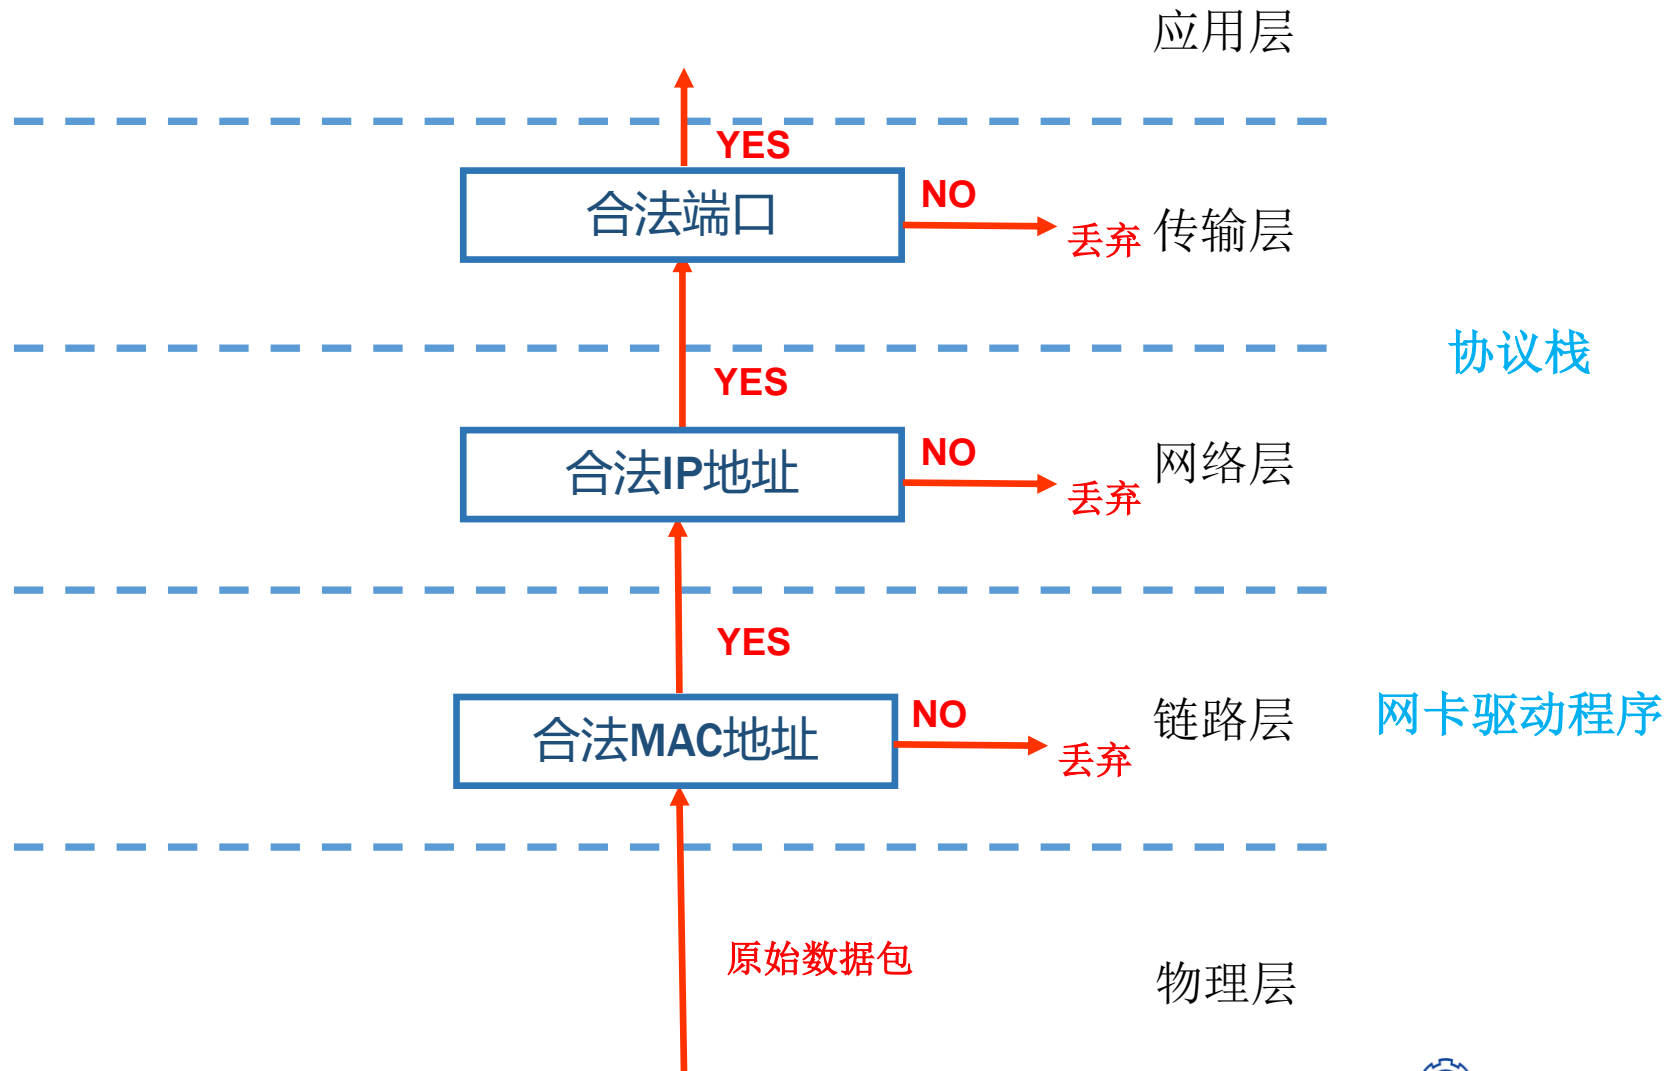 应用层
YES
合法端口
NO
丢弃
传输层
协议栈
YES
合法IP地址
NO
丢弃
网络层
YES
合法MAC地址
NO
丢弃
链路层
网卡驱动程序
原始数据包
物理层